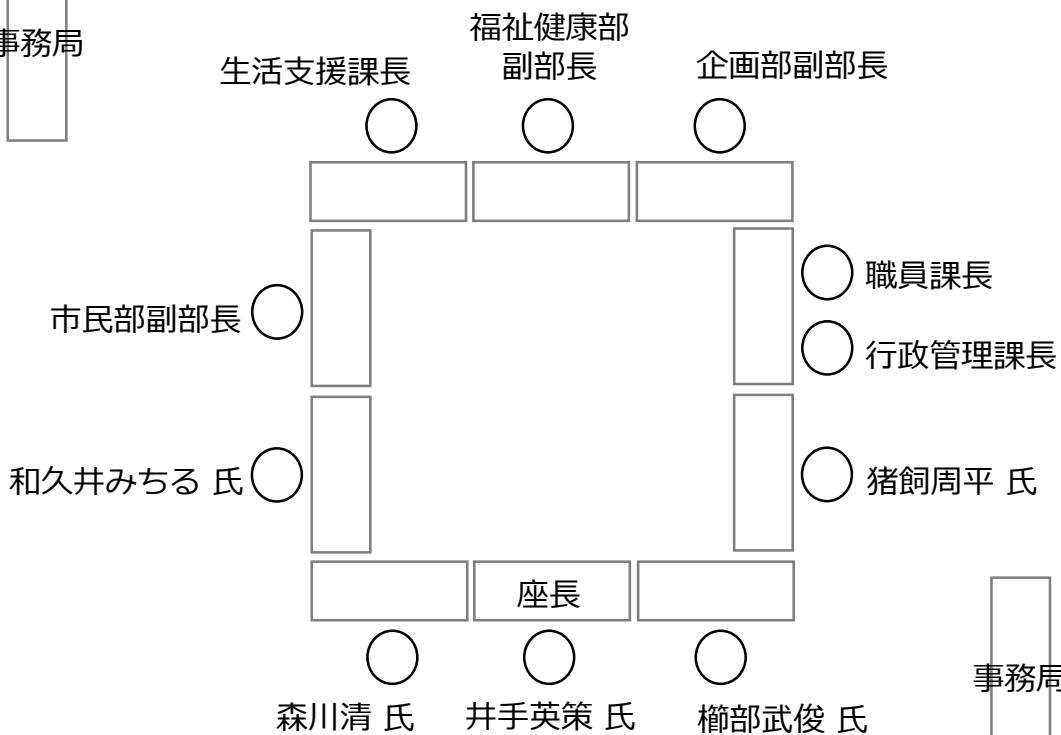 事務局
福祉健康部
副部長
生活支援課長
企画部副部長
職員課長
市民部副部長
行政管理課長
和久井みちる 氏
猪飼周平 氏
座長
事務局
森川清 氏
井手英策 氏
櫛部武俊 氏